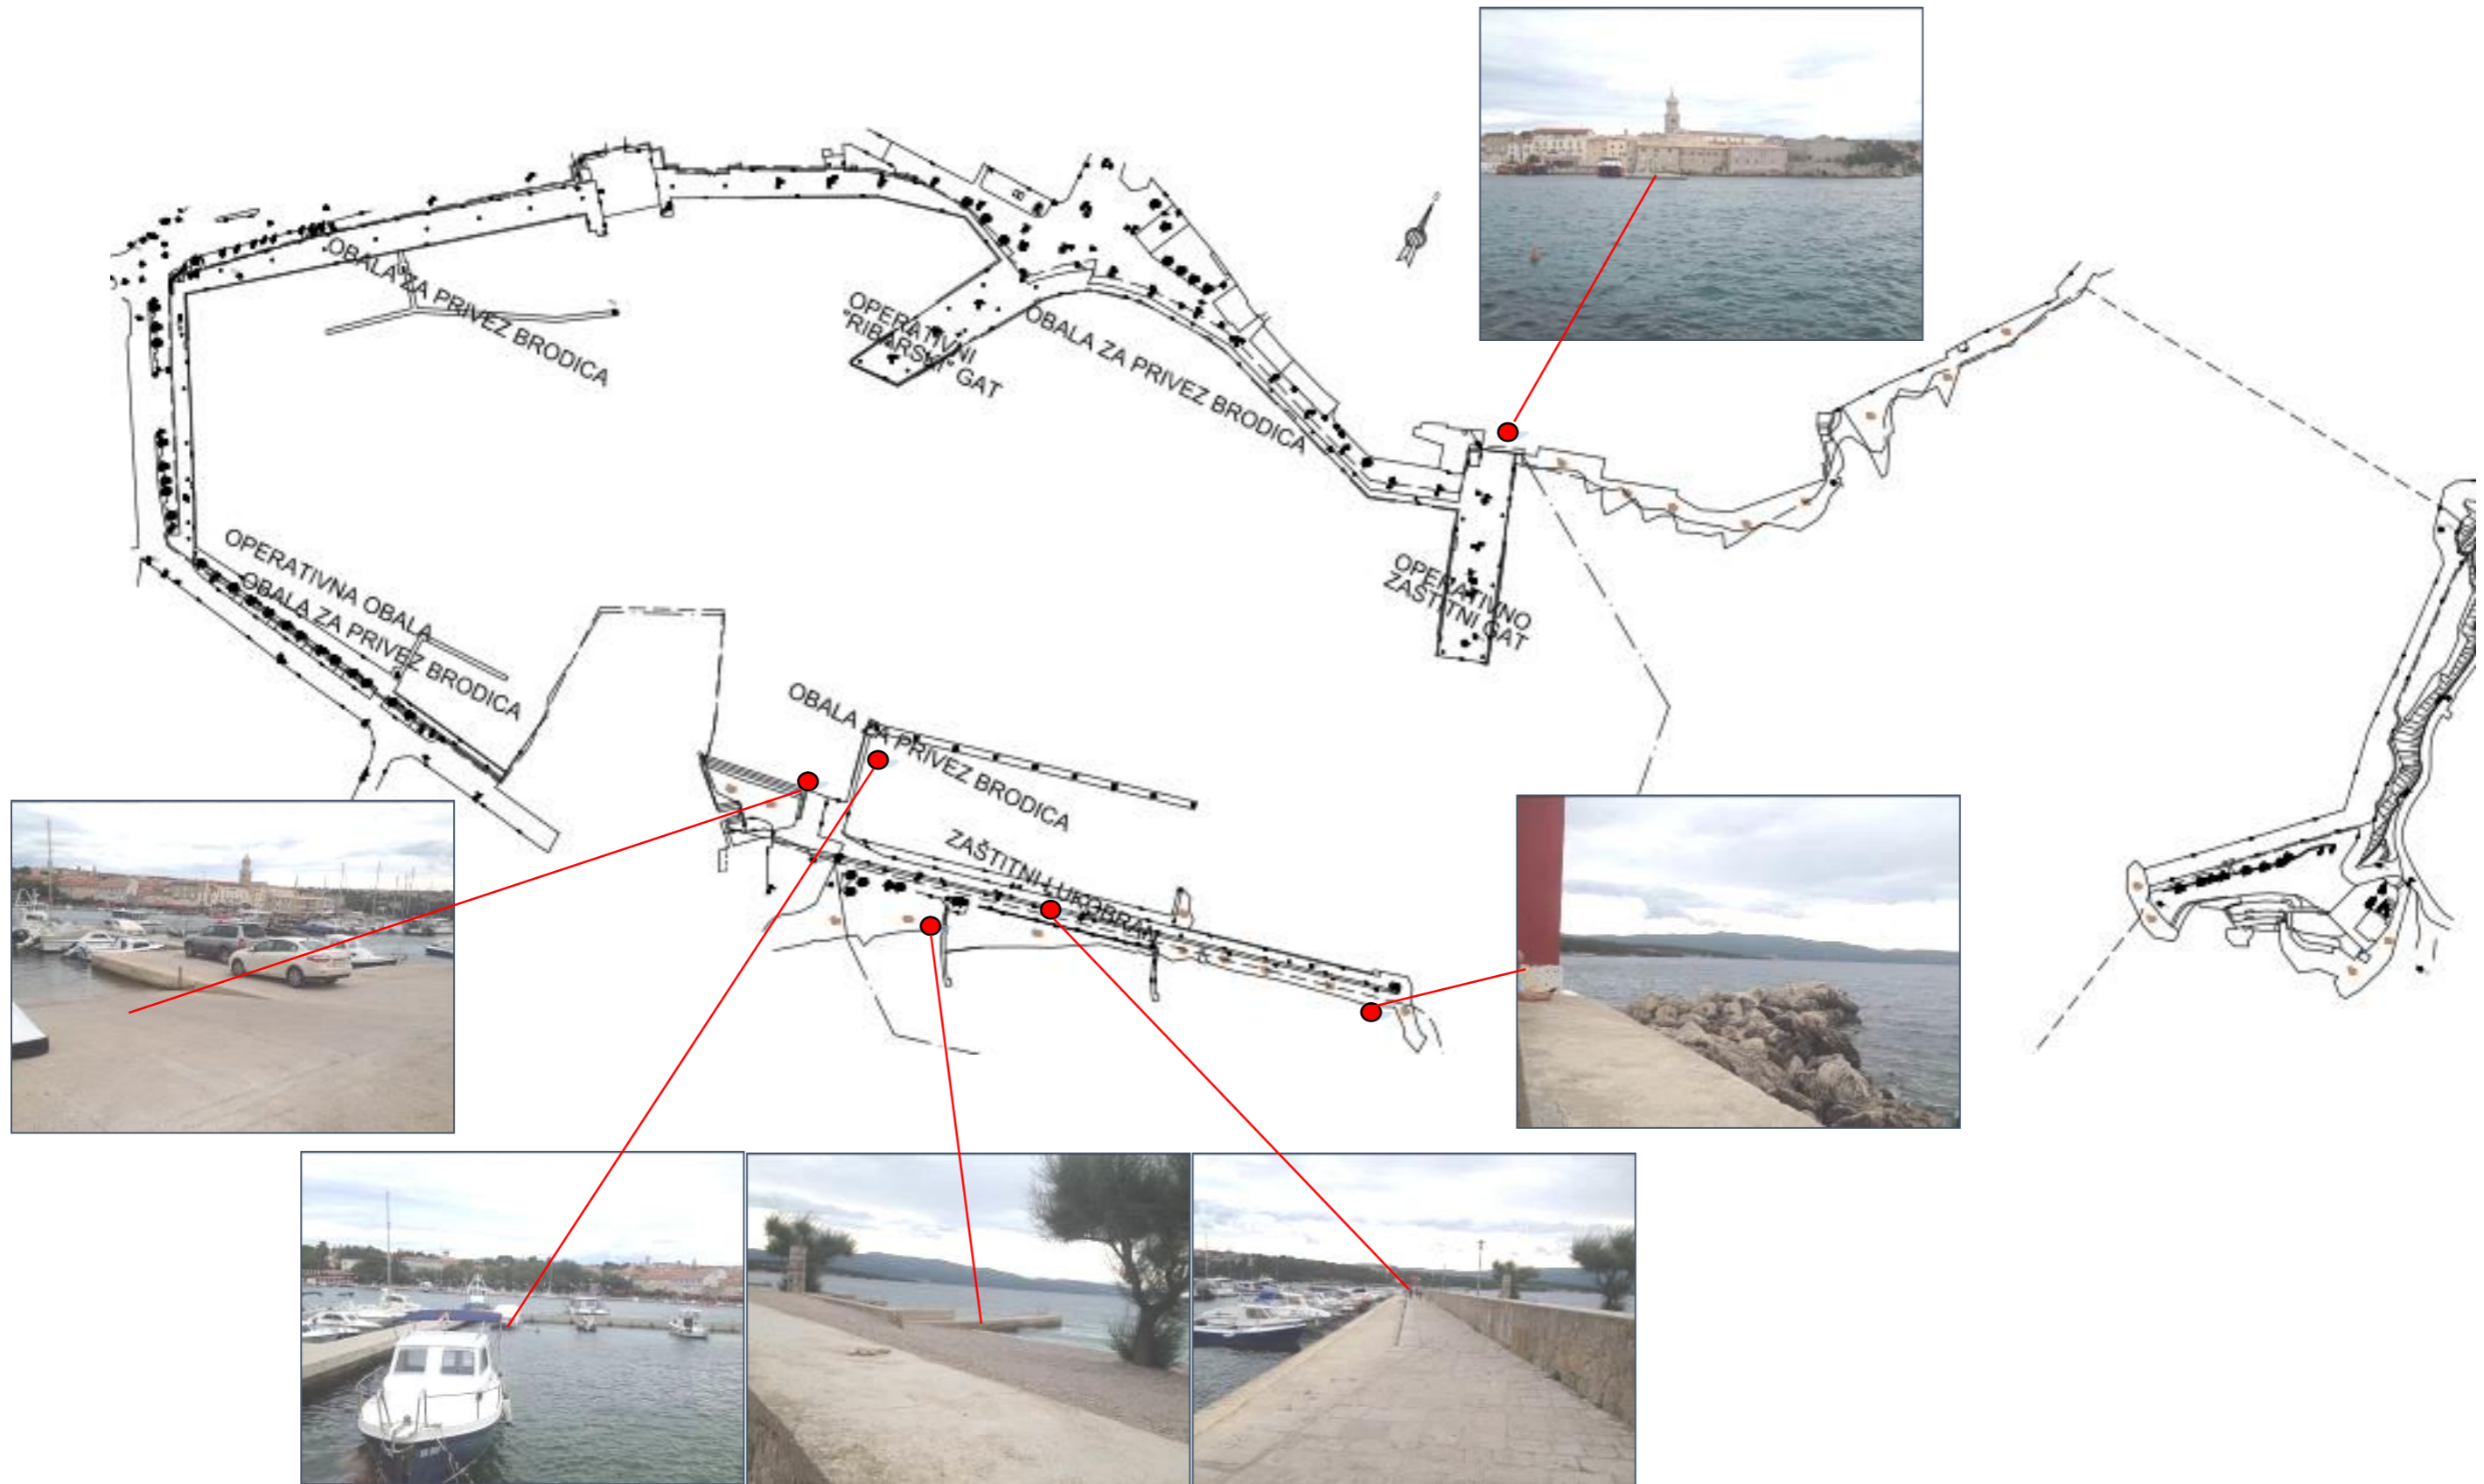 OBALA ZA PRIVEZ BRODICA
OPERATIVNI
"RIBARSKI" GAT
OBALA ZA PRIVEZ BRODICA
OPERATIVNA OBALA
OBALA ZA PRIVEZ BRODICA
OPERATIVNO
ZAŠTITNI GAT
OBALA ZA PRIVEZ BRODICA
ZAŠTITNI LUKOBRAN